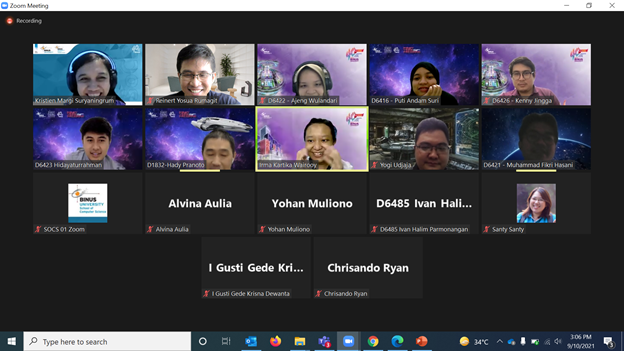 Zoom Meeting
Recording
Kristien Margi Suryaningrum
Reinert Yosua Rumagit
D6422 - Ajeng Wulandari
D6416 - Puti Andam Suri
D6426 - Kenny Jingga
D6423 Hidayaturrahman
D1832-Hady Pranoto
Irma Kartika Wairooy
Yogi Udjaja
D6421 - Muhammad Fikri Hasani
BINUS
UNIVERSITY
School of
Computer Science
SOCS 01 Zoom
Alvina Aulia
Alvina Aulia
Yohan Muliono
Yohan Muliono
D6485 Ivan Hali...
D6485 Ivan Halim Parmonangan
Santy Santy
I Gusti Gede Kri...
I Gusti Gede Krisna Dewanta
Chrisando Ryan
Chrisando Ryan
Type here to search
34°C
3:06 PM
9/10/2021